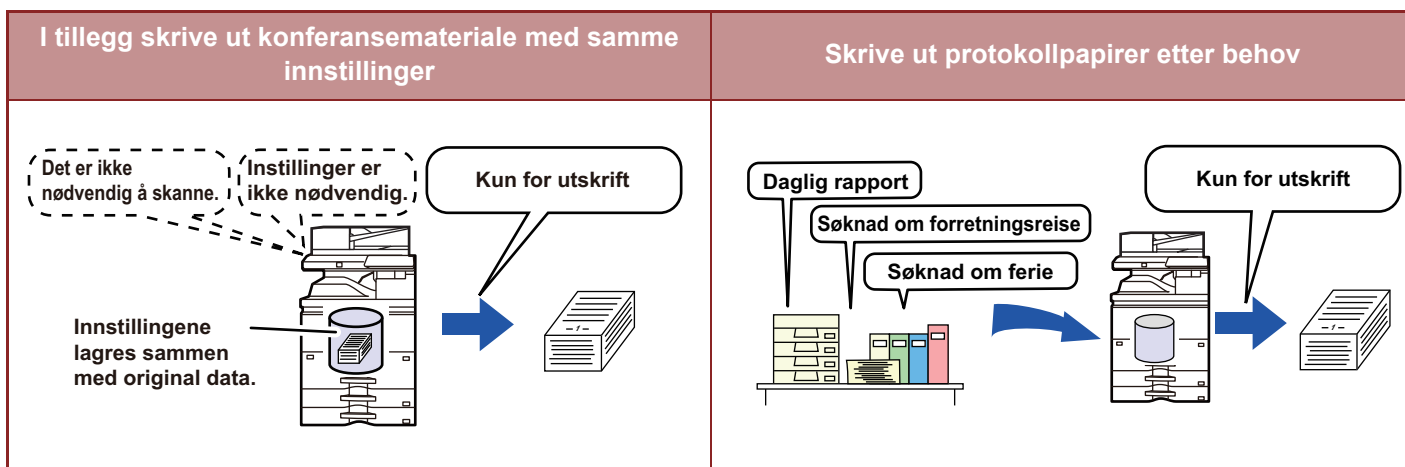 I tillegg skrive ut konferansemateriale med samme
innstillinger
Skrive ut protokollpapirer etter behov
Det er ikke
nødvendig å skanne.
Instillinger er
ikke nødvendig.
Kun for utskrift
Innstillingene
lagres sammen
med original data.
-1-
Daglig rapport
Søknad om forretningsreise
Søknad om ferie
Kun for utskrift
-1-